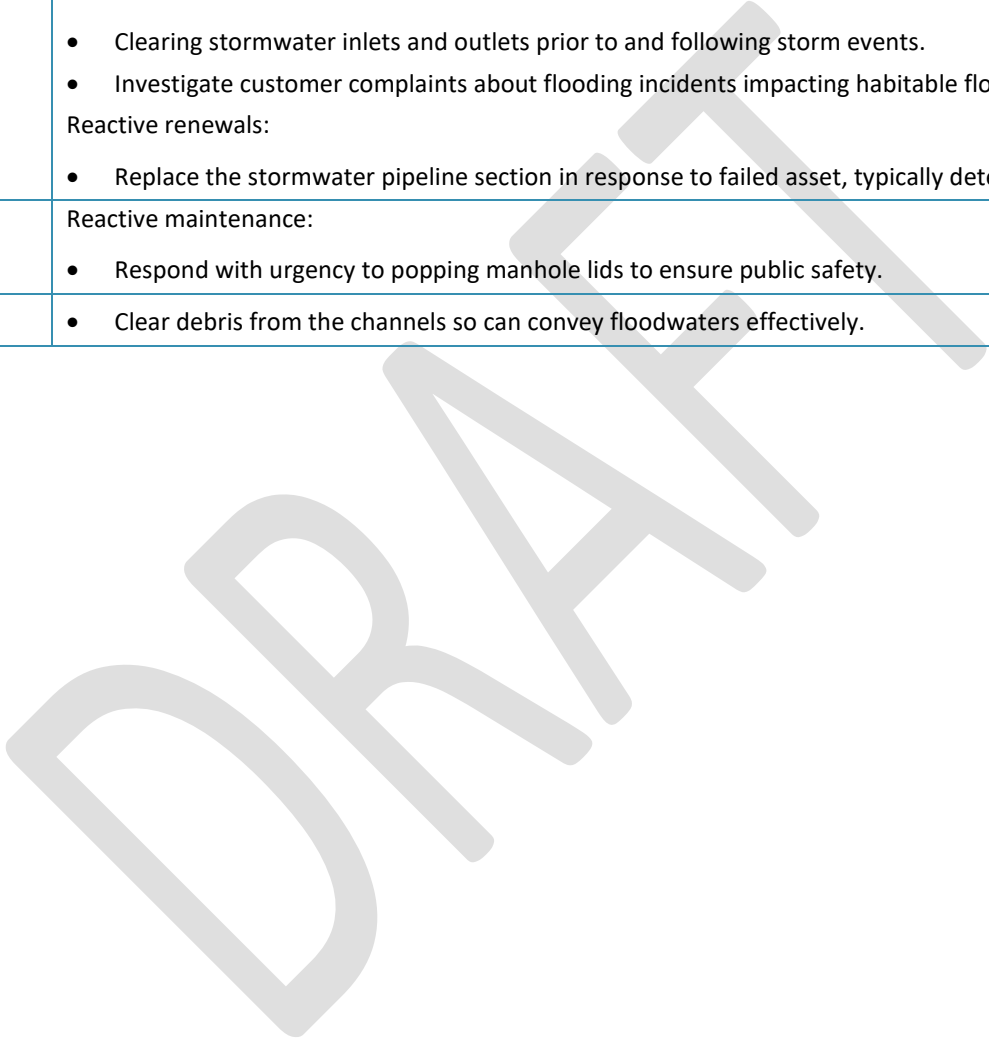 • Clearing stormwater inlets and outlets prior to and following storm events.
• Investigate customer complaints about flooding incidents impacting habitable
Reactive renewals:
• Replace the stormwater pipeline section in response to failed asset, typically
Reactive maintenance:
• Respond with urgency to popping manhole lids to ensure public safety.
• Clear debris from the channels so can convey floodwaters effectively.
DRAFT